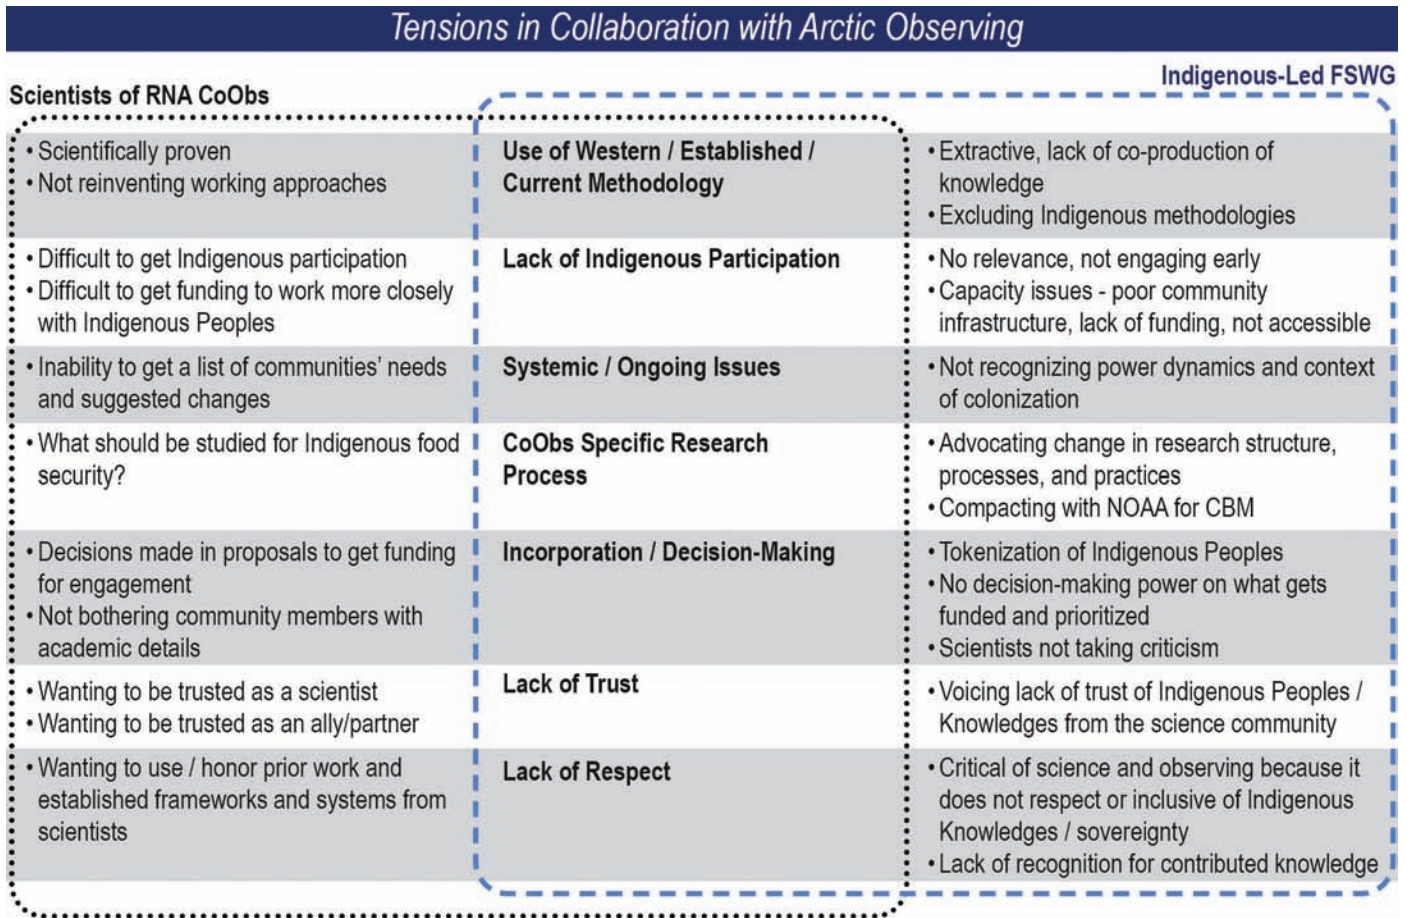 Tensions in Collaboration with Arctic Observing
Scientists of RNA CoObs
Indigenous-Led FSWG
• Scientifically proven
• Not reinventing working approaches
Use of Western / Established /
Current Methodology
• Extractive, lack of co-production of
knowledge
• Excluding Indigenous methodologies
• Difficult to get Indigenous participation
• Difficult to get funding to work more closely
with Indigenous Peoples
Lack of Indigenous Participation
• No relevance, not engaging early
• Capacity issues - poor community
infrastructure, lack of funding, not accessible
• Inability to get a list of communities' needs
and suggested changes
Systemic / Ongoing Issues
• Not recognizing power dynamics and context
of colonization
• What should be studied for Indigenous food
security?
CoObs Specific Research
Process
• Advocating change in research structure,
processes, and practices
• Compacting with NOAA for CBM
• Decisions made in proposals to get funding
for engagement
• Not bothering community members with
academic details
Incorporation / Decision-Making
• Tokenization of Indigenous Peoples
• No decision-making power on what gets
funded and prioritized
• Scientists not taking criticism
• Wanting to be trusted as a scientist
• Wanting to be trusted as an ally/partner
Lack of Trust
• Voicing lack of trust of Indigenous Peoples /
Knowledges from the science community
• Wanting to use / honor prior work and
established frameworks and systems from
scientists
Lack of Respect
• Critical of science and observing because it
does not respect or inclusive of Indigenous
Knowledges / sovereignty
• Lack of recognition for contributed knowledge